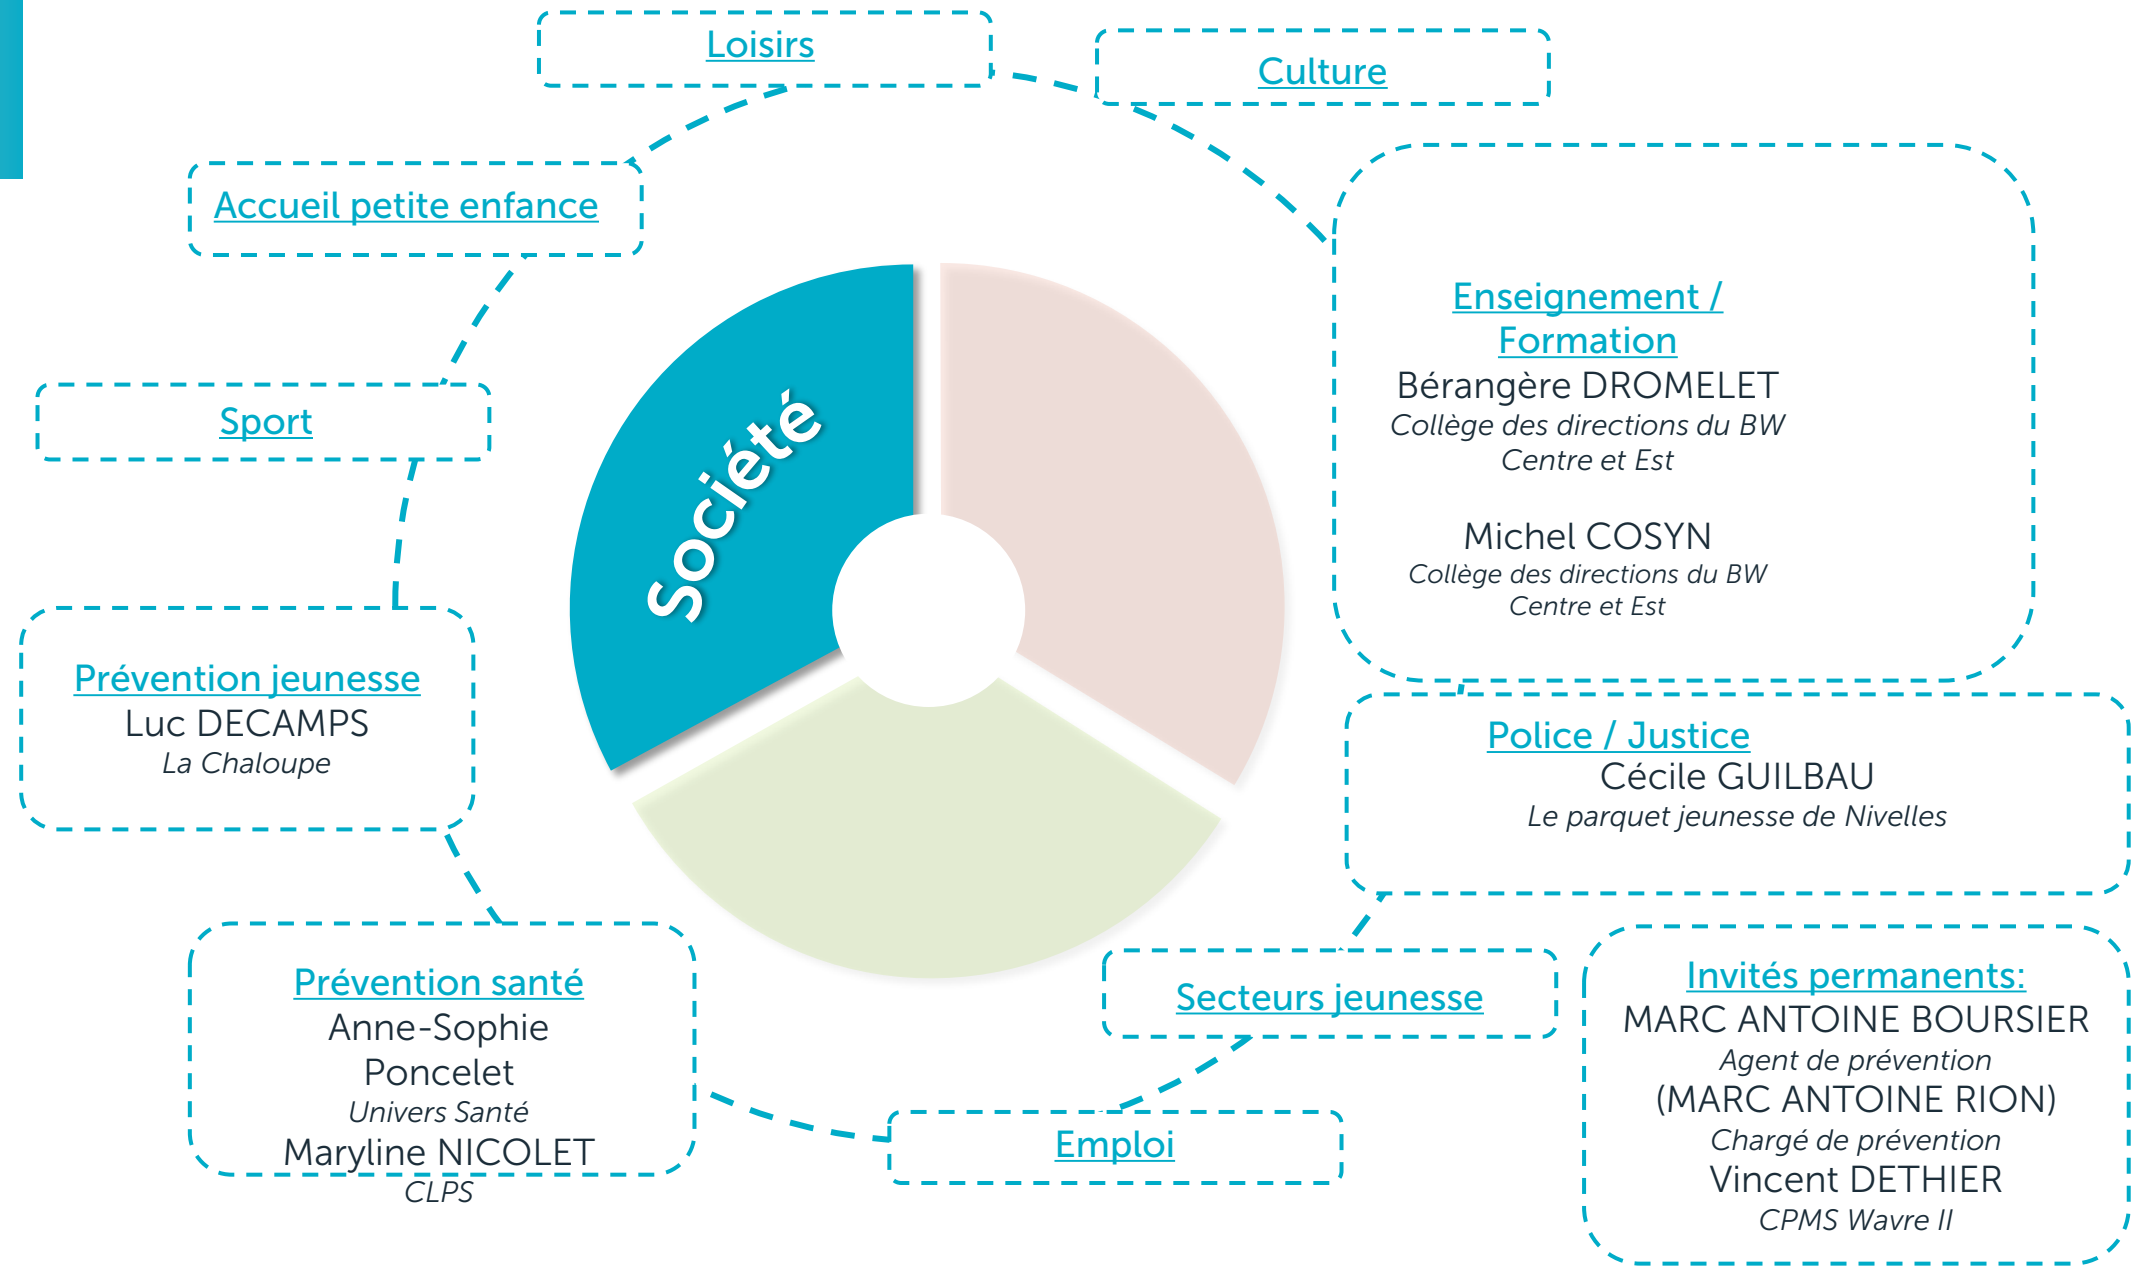 Loisirs
Culture
Accueil petite enfance
Enseignement /
Formation
Bérangère DROMELET
Collège des directions du BW
Centre et Est
Michel COSYN
Collège des directions du BW
Centre et Est
Sport
Société
Prévention jeunesse
Luc DECAMPS
La Chaloupe
Police / Justice
Cécile GUILBAU
Le parquet jeunesse de Nivelles
Prévention santé
Anne-Sophie
Poncelet
Univers Santé
Maryline NICOLET
CLPS
Secteurs jeunesse
Emploi
Invités permanents:
MARC ANTOINE BOURSIER
Agent de prévention
(MARC ANTOINE RION)
Chargé de prévention
Vincent DETHIER
CPMS Wavre II